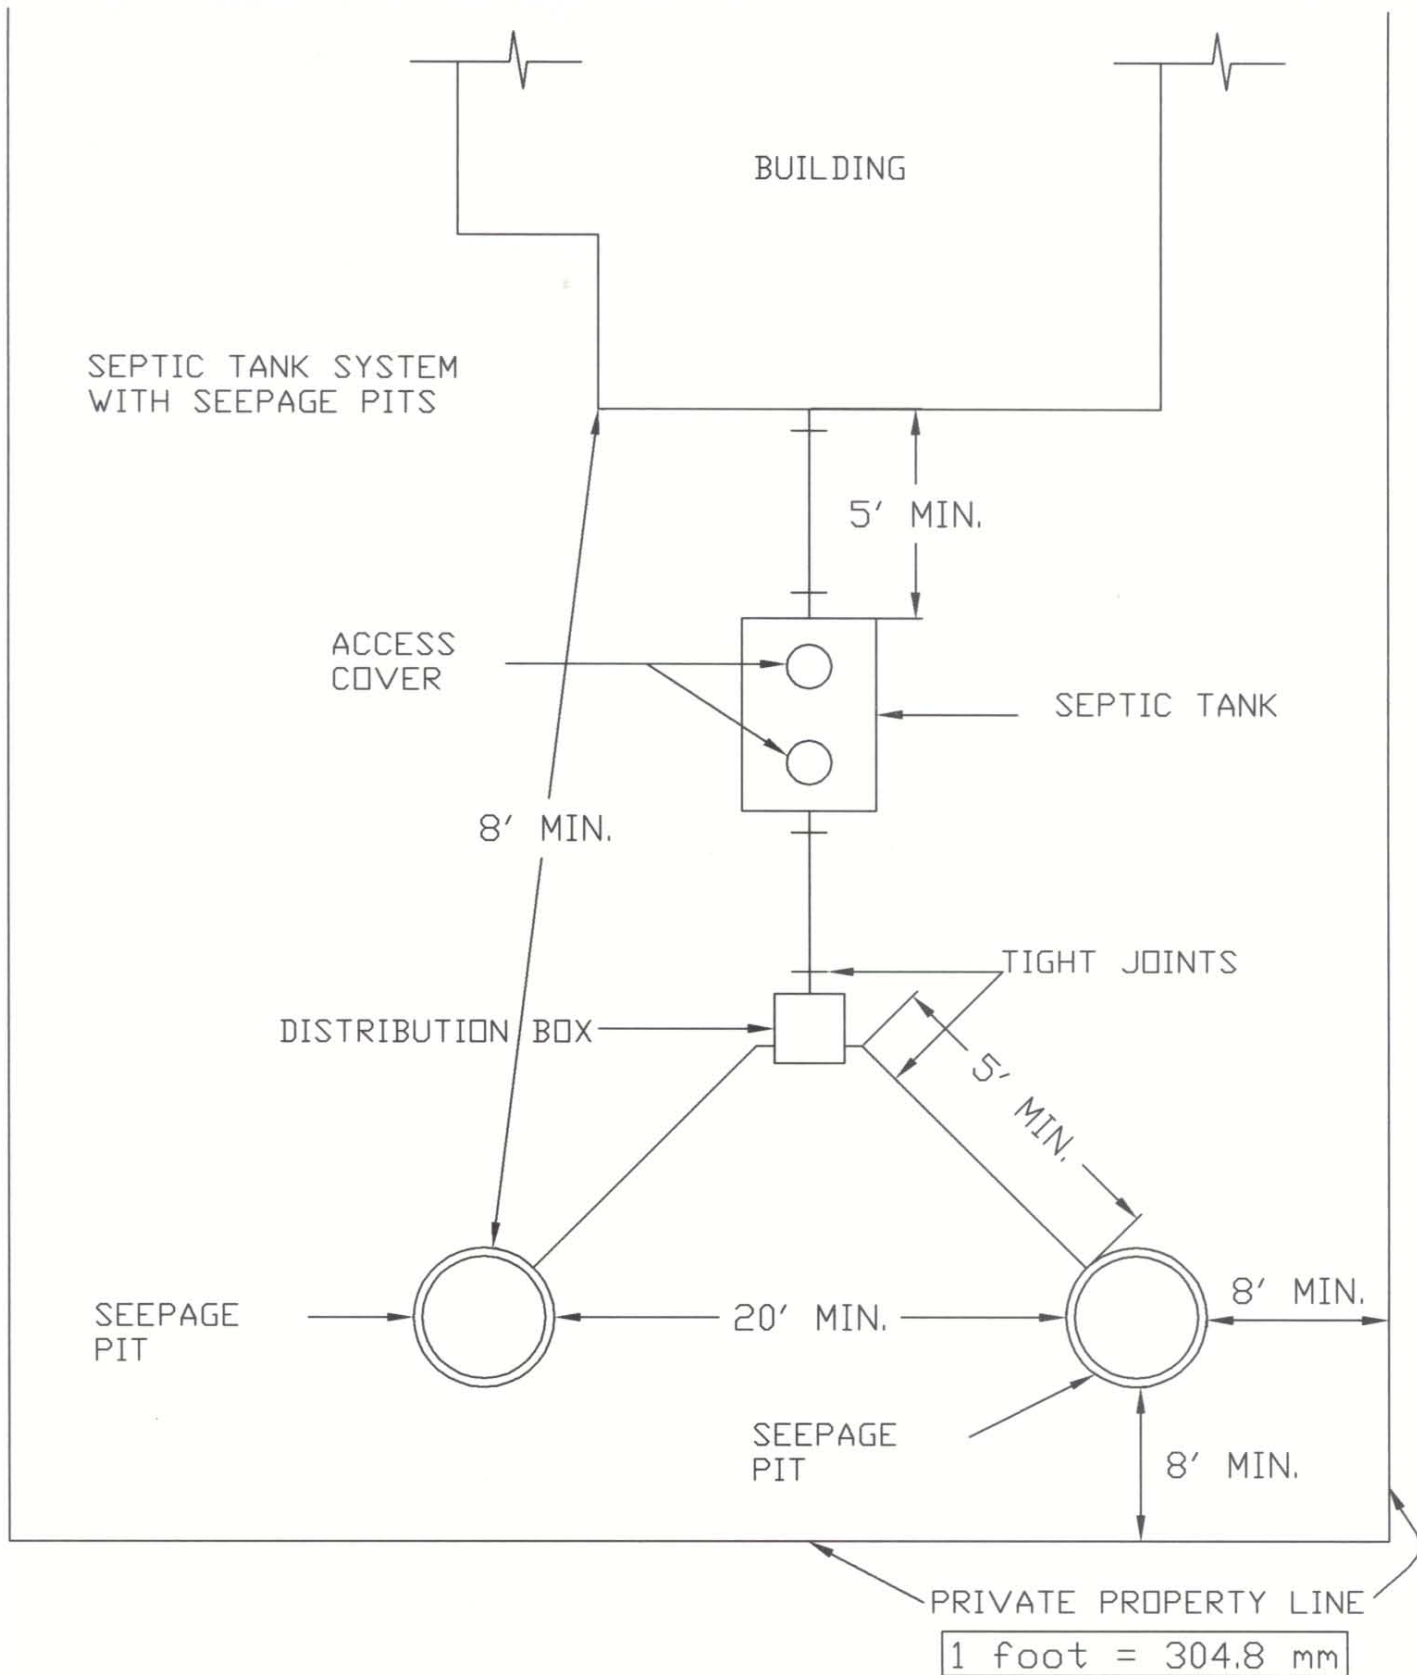 BUILDING
SEPTIC TANK SYSTEM
WITH SEEPAGE PITS
5' MIN.
ACCESS
COVER
SEPTIC TANK
8' MIN.
TIGHT JOINTS
DISTRIBUTION BOX
5' MIN.
8' MIN.
SEEPAGE
PIT
20' MIN.
SEEPAGE
PIT
8' MIN.
PRIVATE PROPERTY LINE
1 foot = 304.8 mm